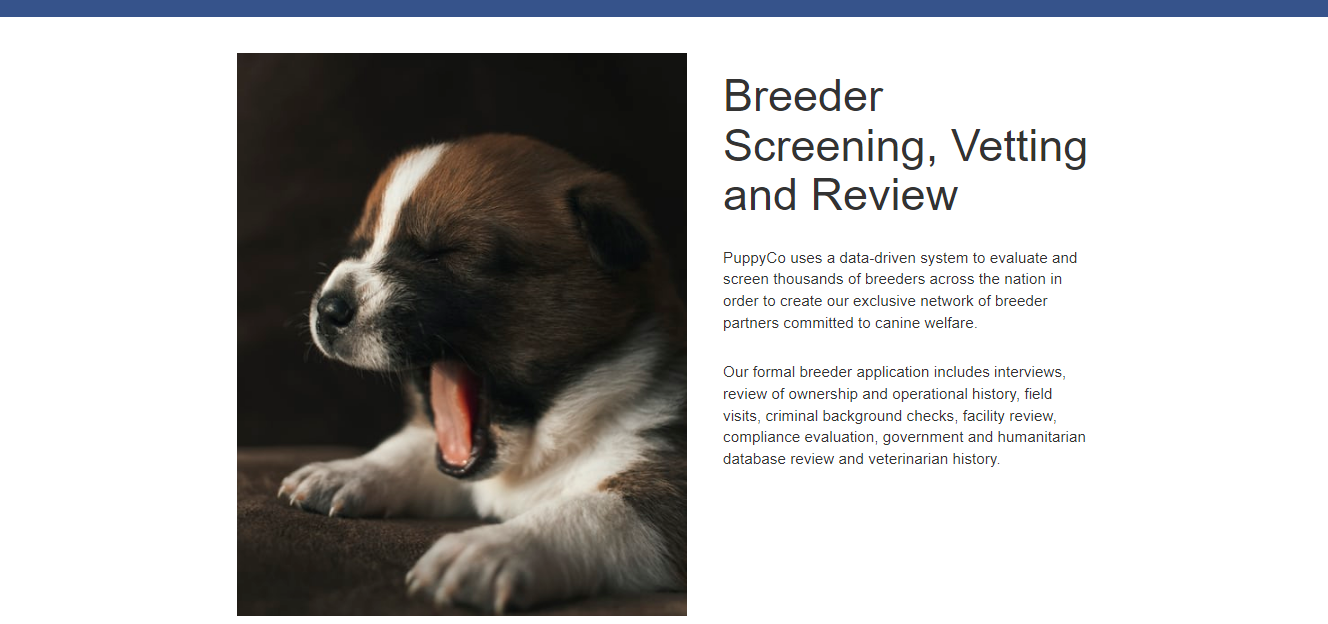 Breeder
Screening, Vetting
and Review
PuppyCo uses a data-driven system to evaluate and
screen thousands of breeders across the nation in
order to create our exclusive network of breeder
partners committed to canine welfare.
Our formal breeder application includes interviews,
review of ownership and operational history, field
visits, criminal background checks, facility review,
compliance evaluation, government and humanitarian
database review and veterinarian history.